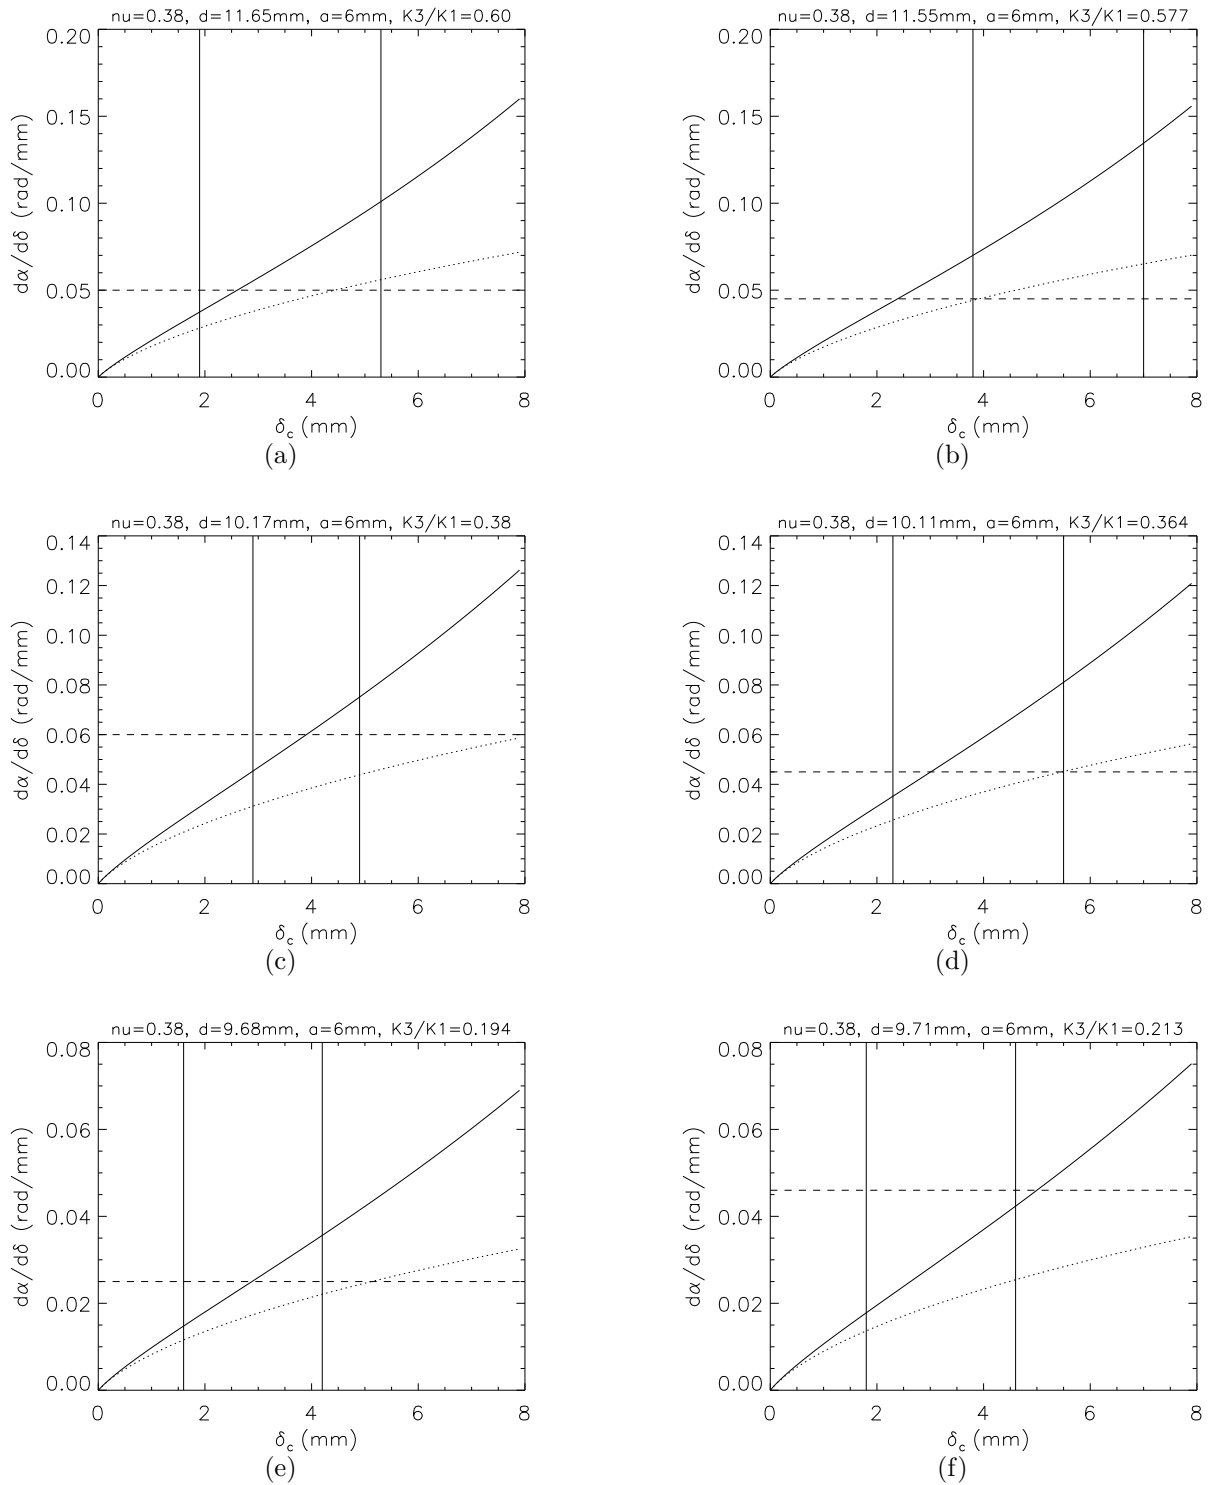 nu=0.38, d=11.65mm, a=6mm, K3/K1=0.60
0.20
0.15
0.10
0.05
0.00
dα/dδ (rad/mm)
0 2 4 6 8
δc (mm)
(a)
nu=0.38, d=11.55mm, a=6mm, K3/K1=0.577
0.20
0.15
0.10
0.05
0.00
dα/dδ (rad/mm)
0 2 4 6 8
δc (mm)
(b)
nu=0.38, d=10.17mm, a=6mm, K3/K1=0.38
0.14
0.12
0.10
0.08
0.06
0.04
0.02
0.00
dα/dδ (rad/mm)
0 2 4 6 8
δc (mm)
(c)
nu=0.38, d=10.11mm, a=6mm, K3/K1=0.364
0.14
0.12
0.10
0.08
0.06
0.04
0.02
0.00
dα/dδ (rad/mm)
0 2 4 6 8
δc (mm)
(d)
nu=0.38, d=9.68mm, a=6mm, K3/K1=0.194
0.08
0.06
0.04
0.02
0.00
dα/dδ (rad/mm)
0 2 4 6 8
δc (mm)
(e)
nu=0.38, d=9.71mm, a=6mm, K3/K1=0.213
0.08
0.06
0.04
0.02
0.00
dα/dδ (rad/mm)
0 2 4 6 8
δc (mm)
(f)